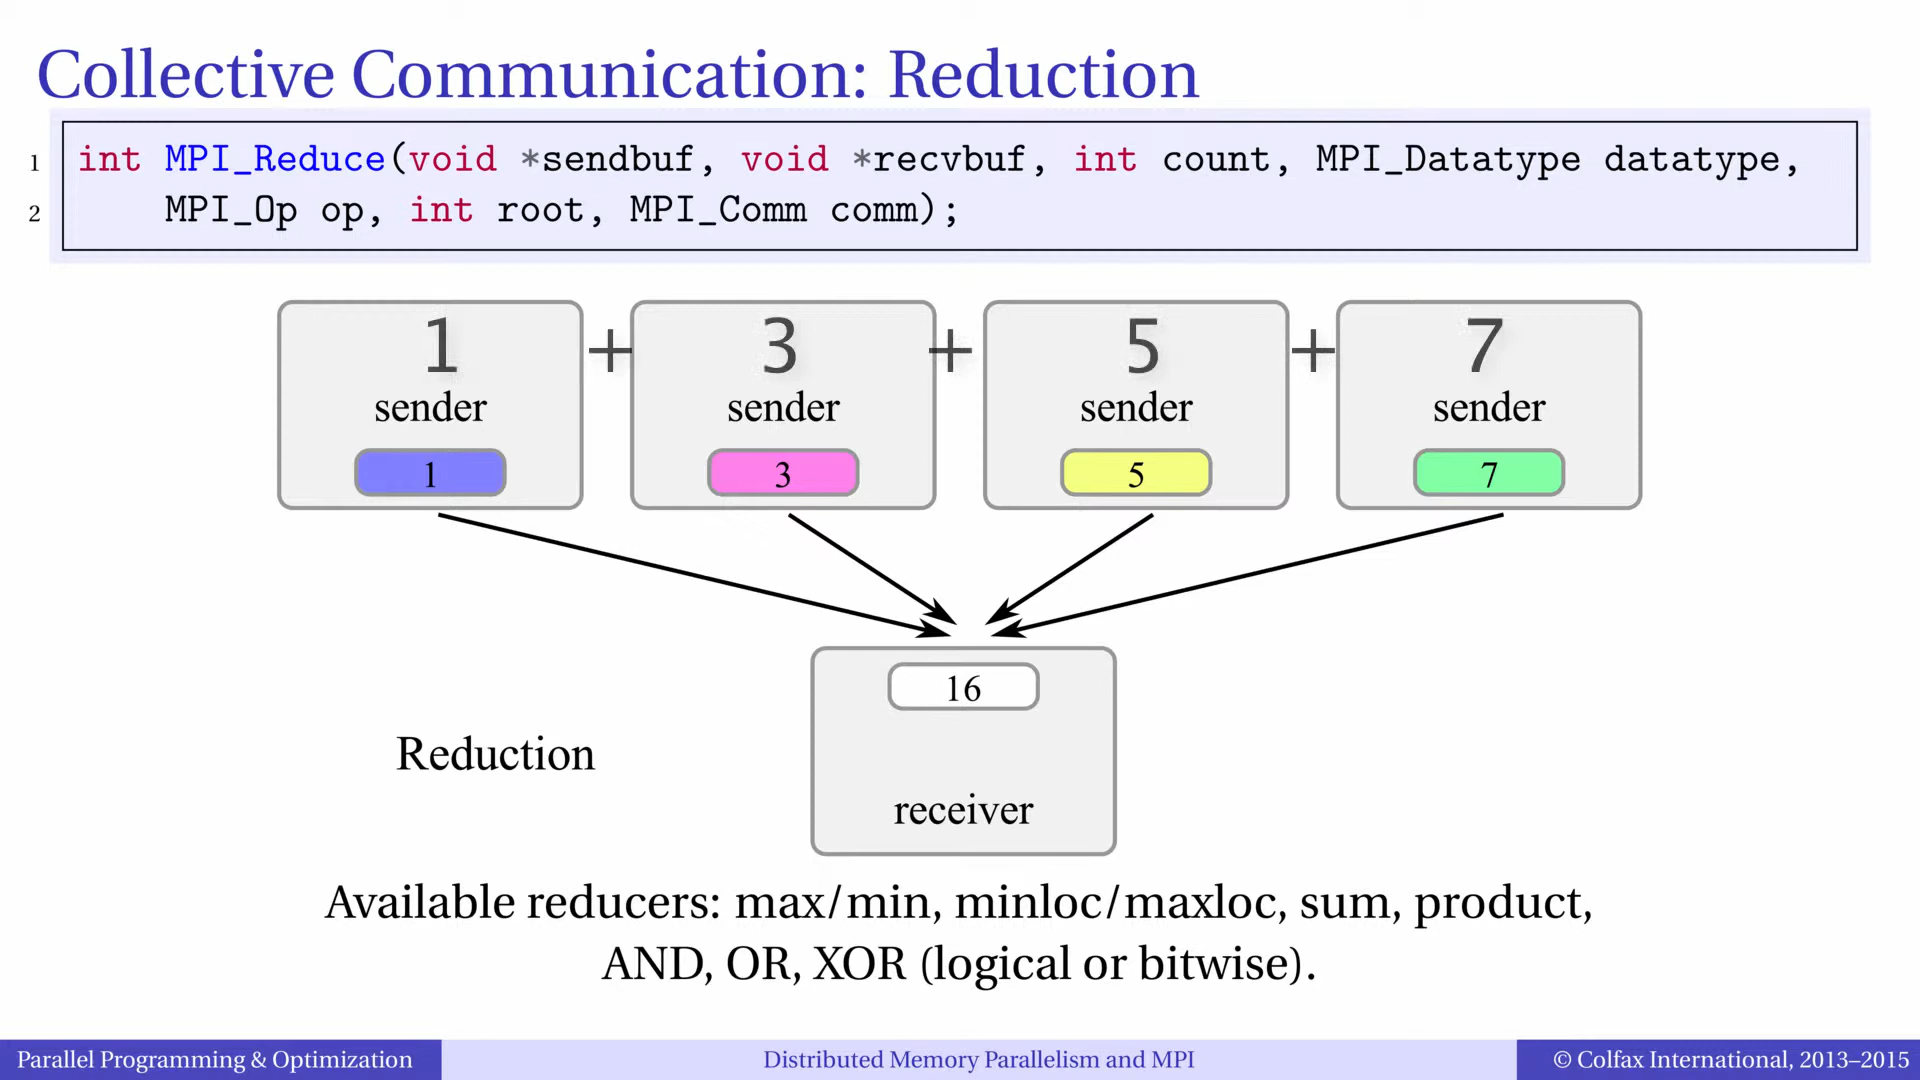 Collective Communication: Reduction
1 int MPI_Reduce(void *sendbuf, void *recvbuf, int count, MPI_Datatype datatype,
2 MPI_Op op, int root, MPI_Comm comm);
1 + 3 + 5 + 7
sender sender sender sender
1 3 5 7
16
Reduction
receiver
Available reducers: max/min, minloc/maxloc, sum, product,
AND, OR, XOR (logical or bitwise).
Parallel Programming & Optimization Distributed Memory Parallelism and MPI © Colfax International, 2013–2015